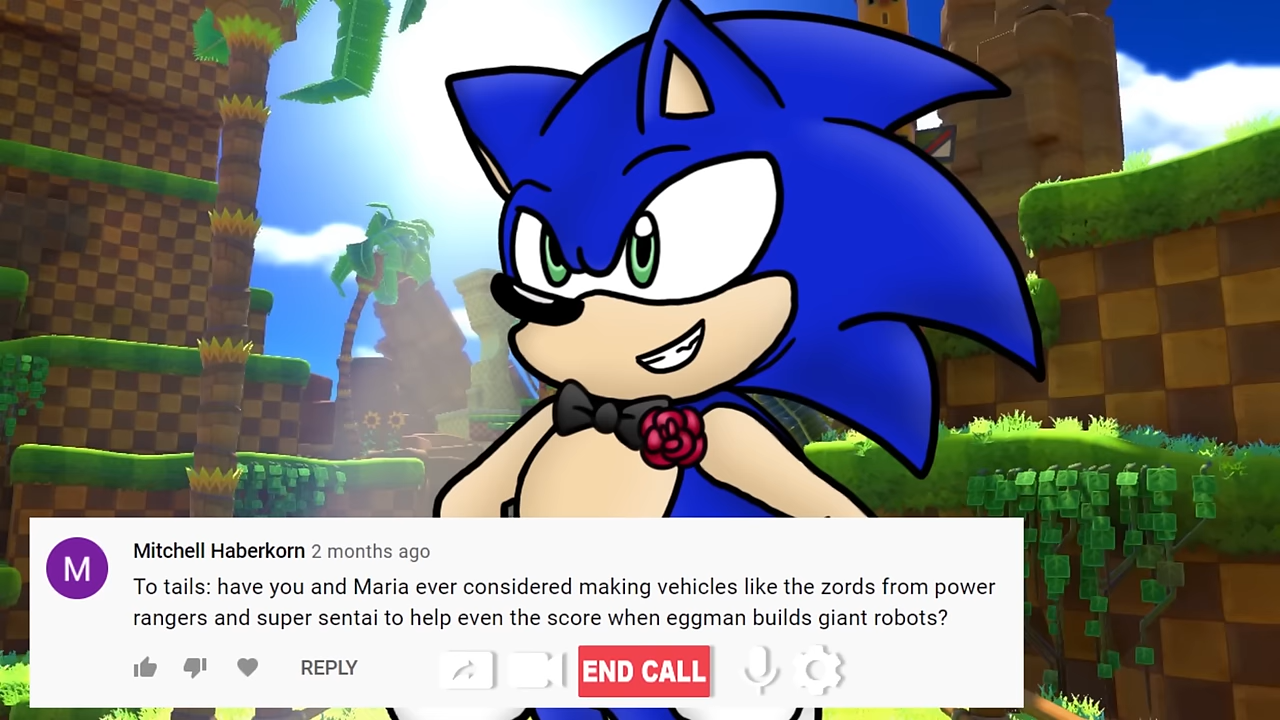 M
Mitchell Haberkorn 2 months ago
To tails: have you and Maria ever considered making vehicles like the zords from power
rangers and super sentai to help even the score when eggman builds giant robots?
REPLY
END CALL